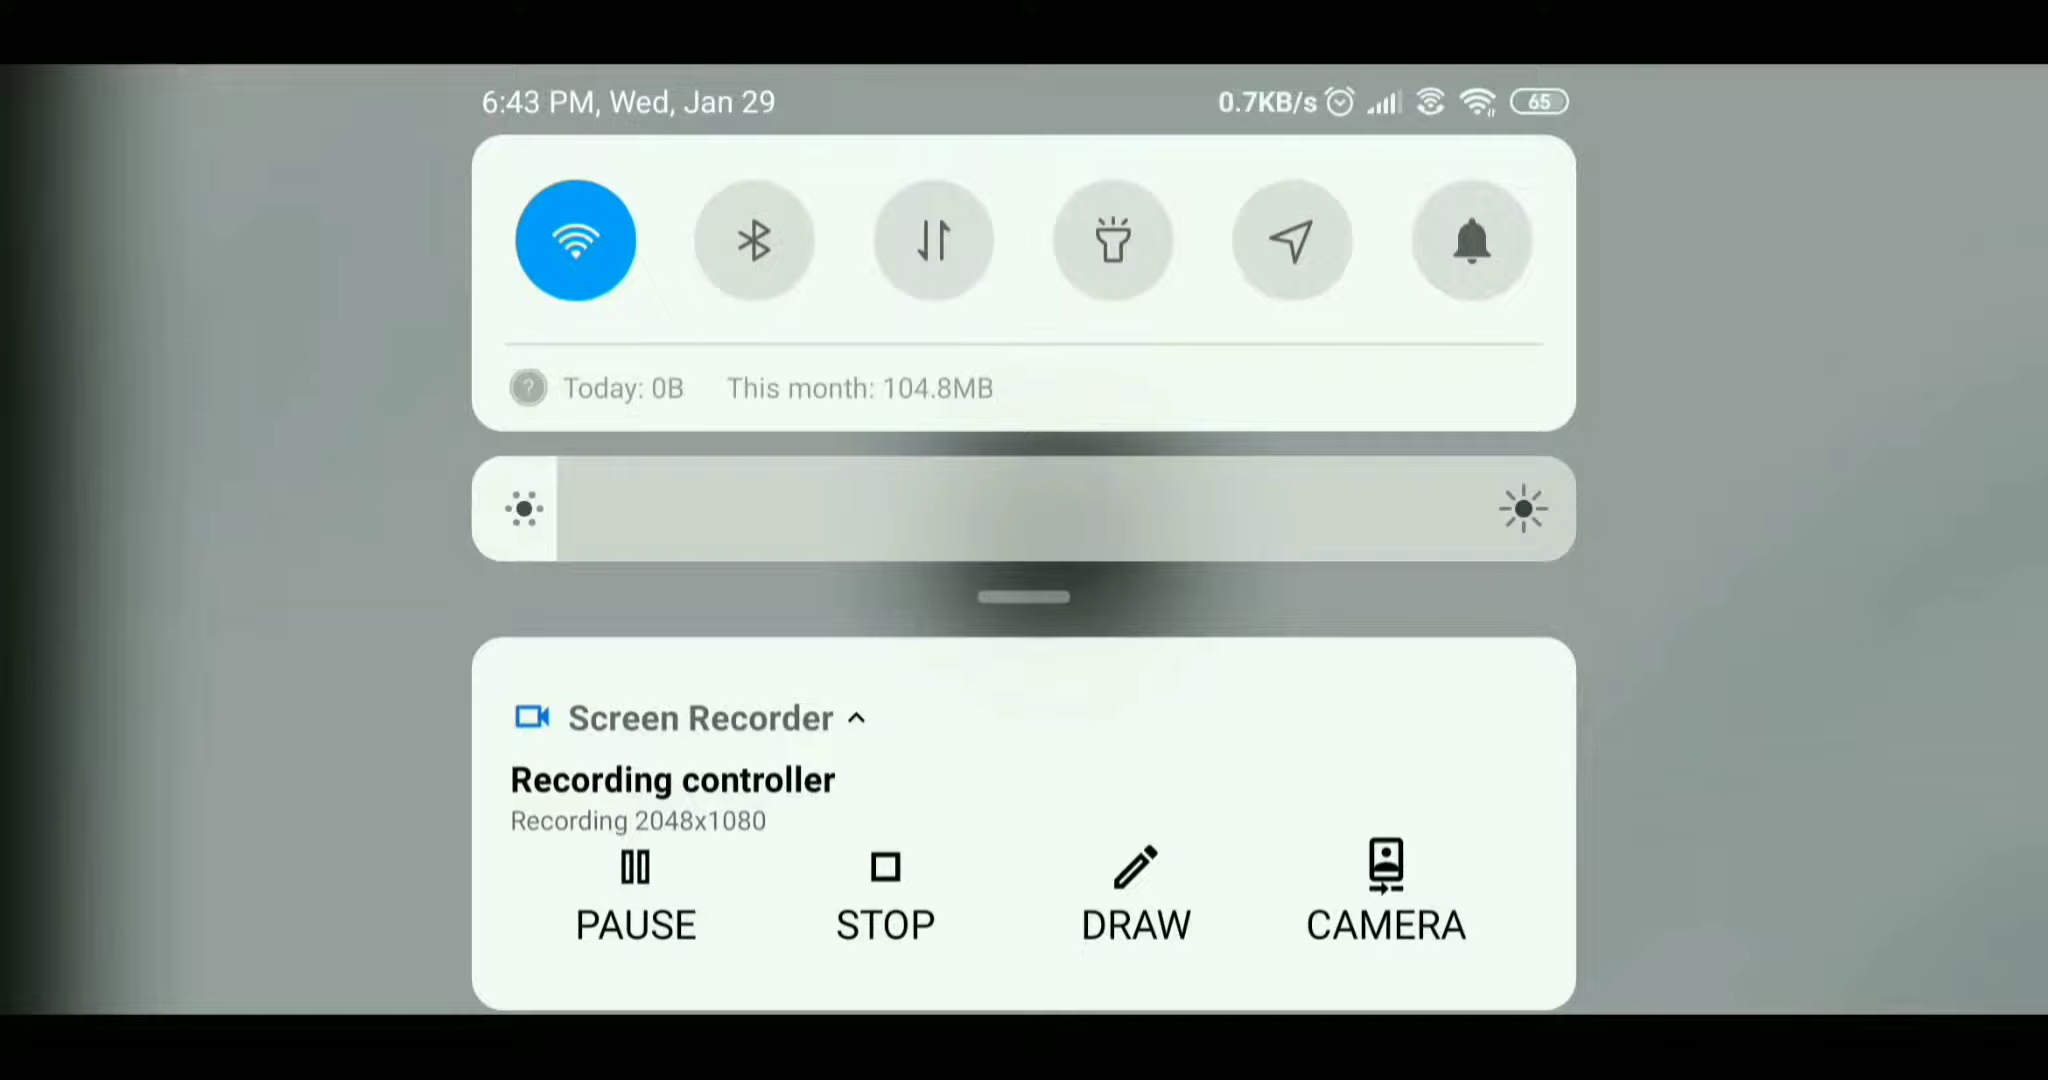 6:43 PM, Wed, Jan 29 0.7KB/s 65
? Today: 0B This month: 104.8MB
Screen Recorder
Recording controller
Recording 2048x1080
PAUSE STOP DRAW CAMERA